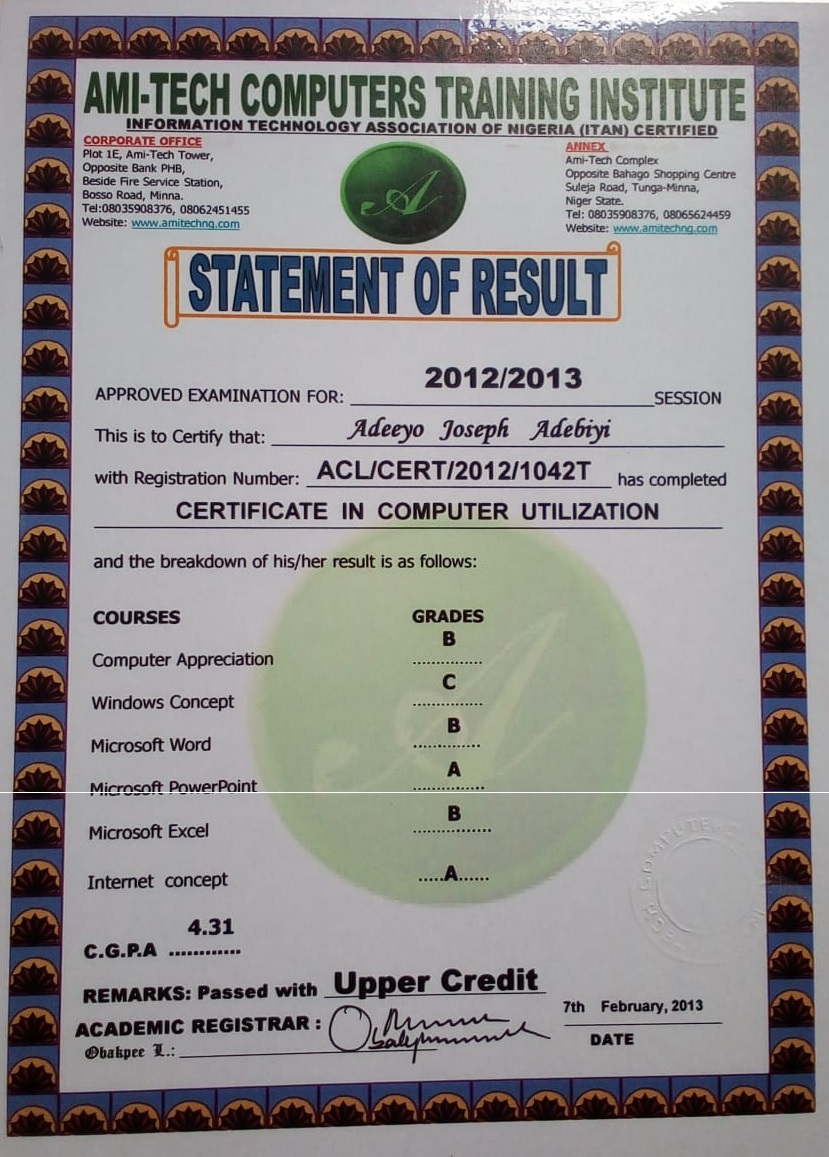 AMI-TECH COMPUTERS TRAINING INSTITUTE
INFORMATION TECHNOLOGY ASSOCIATION OF NIGERIA (ITAN) CERTIFIED
CORPORATE OFFICE
Plot 1E, Ami-Tech Tower,
Opposite Bank PHB,
Beside Fire Service Station,
Bosso Road, Minna.
Tel:08035908376, 08062451455
Website: www.amitechng.com
ANNEX
Ami-Tech Complex
Opposite Bahago Shopping Centre
Suleja Road, Tunga-Minna,
Niger State.
Tel: 08035908376, 08065624459
Website: www.amitechng.com
A
STATEMENT OF RESULT
APPROVED EXAMINATION FOR: 2012/2013 SESSION
This is to Certify that: Adeeyo Joseph Adebiyi
with Registration Number: ACL/CERT/2012/1042T has completed
CERTIFICATE IN COMPUTER UTILIZATION
and the breakdown of his/her result is as follows:
COURSES GRADES
Computer Appreciation B
Windows Concept C
Microsoft Word B
Microsoft PowerPoint A
Microsoft Excel B
Internet concept .....A......
C.G.P.A ............ 4.31
REMARKS: Passed with Upper Credit
ACADEMIC REGISTRAR :
Obakpee L.:
7th February, 2013
DATE